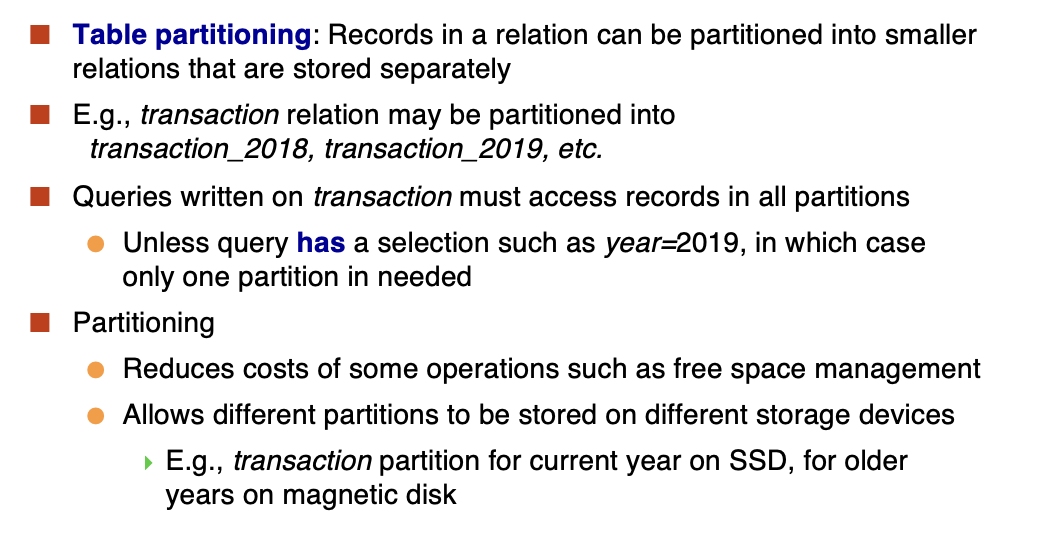 Table partitioning: Records in a relation can be partitioned into smaller
relations that are stored separately
E.g., transaction relation may be partitioned into
transaction_2018, transaction_2019, etc.
Queries written on transaction must access records in all partitions
Unless query has a selection such as year=2019, in which case
only one partition in needed
Partitioning
Reduces costs of some operations such as free space management
Allows different partitions to be stored on different storage devices
E.g., transaction partition for current year on SSD, for older
years on magnetic disk